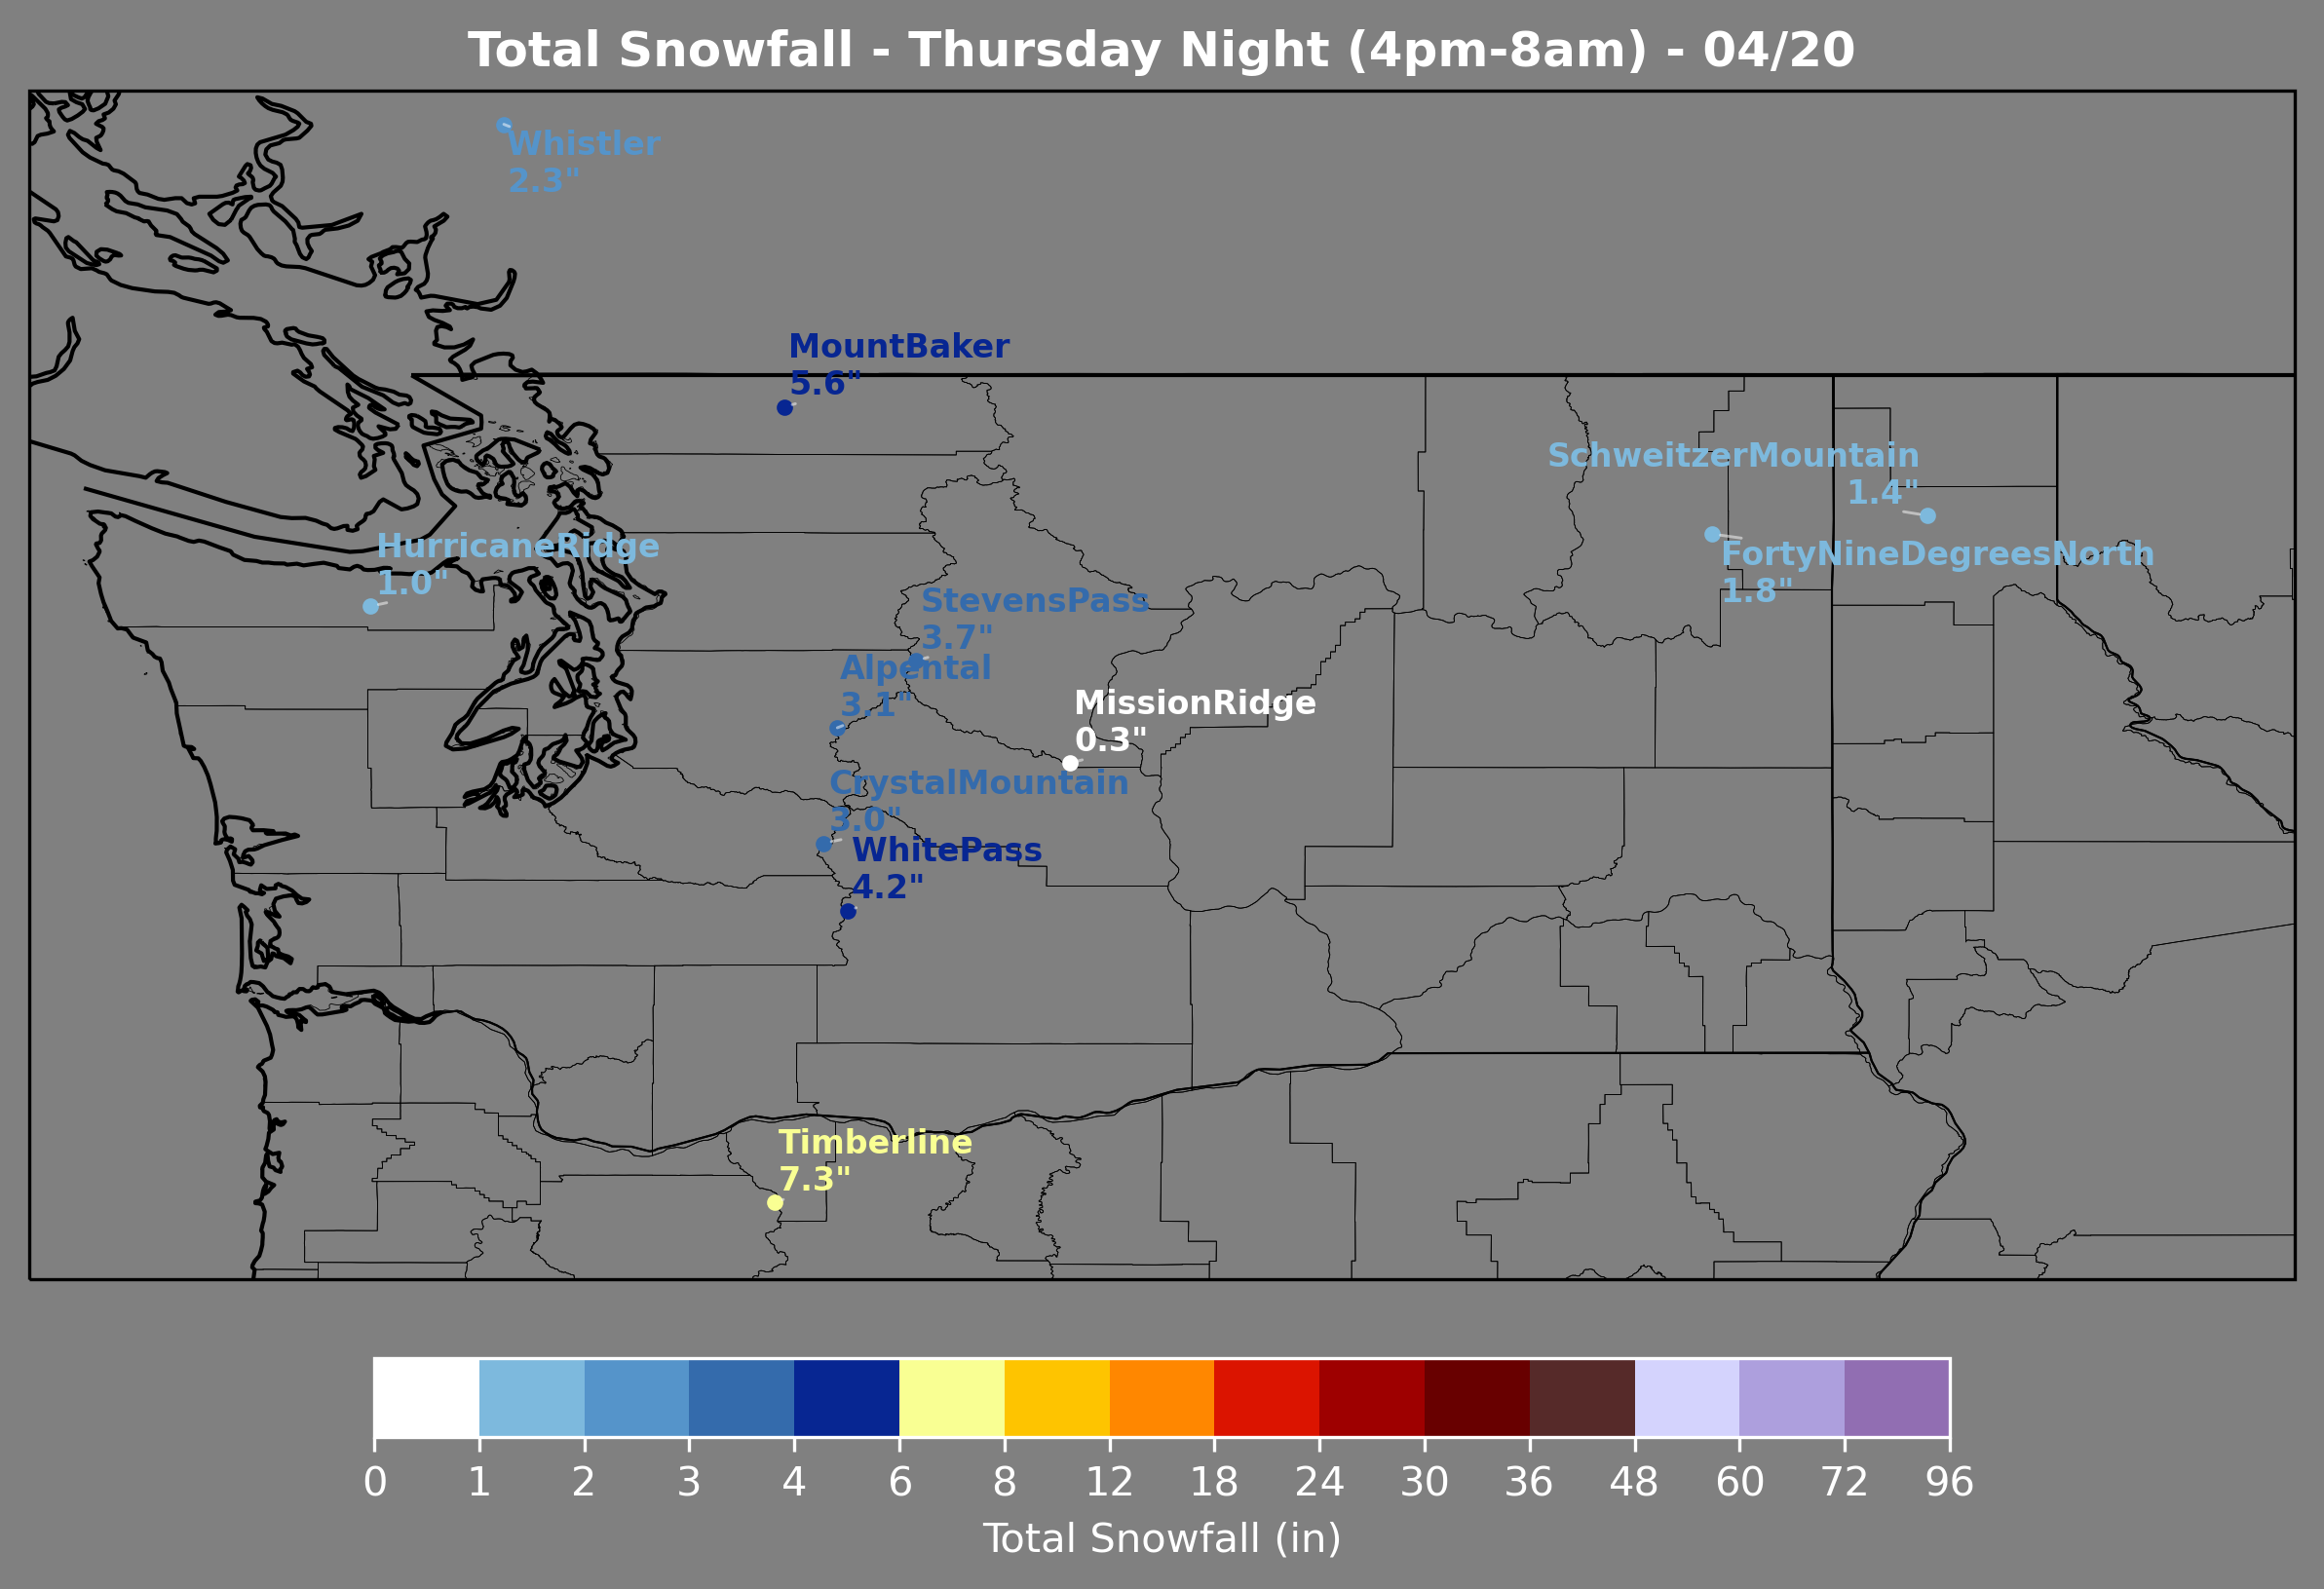 Total Snowfall - Thursday Night (4pm-8am) - 04/20
Whistler
2.3"
MountBaker
5.6"
SchweitzerMountain
1.4"
FortyNineDegreesNorth
1.8"
HurricaneRidge
1.0"
StevensPass
3.7"
Alpental
3.1"
MissionRidge
0.3"
CrystalMountain
3.0"
WhitePass
4.2"
Timberline
7.3"
0 1 2 3 4 6 8 12 18 24 30 36 48 60 72 96
Total Snowfall (in)